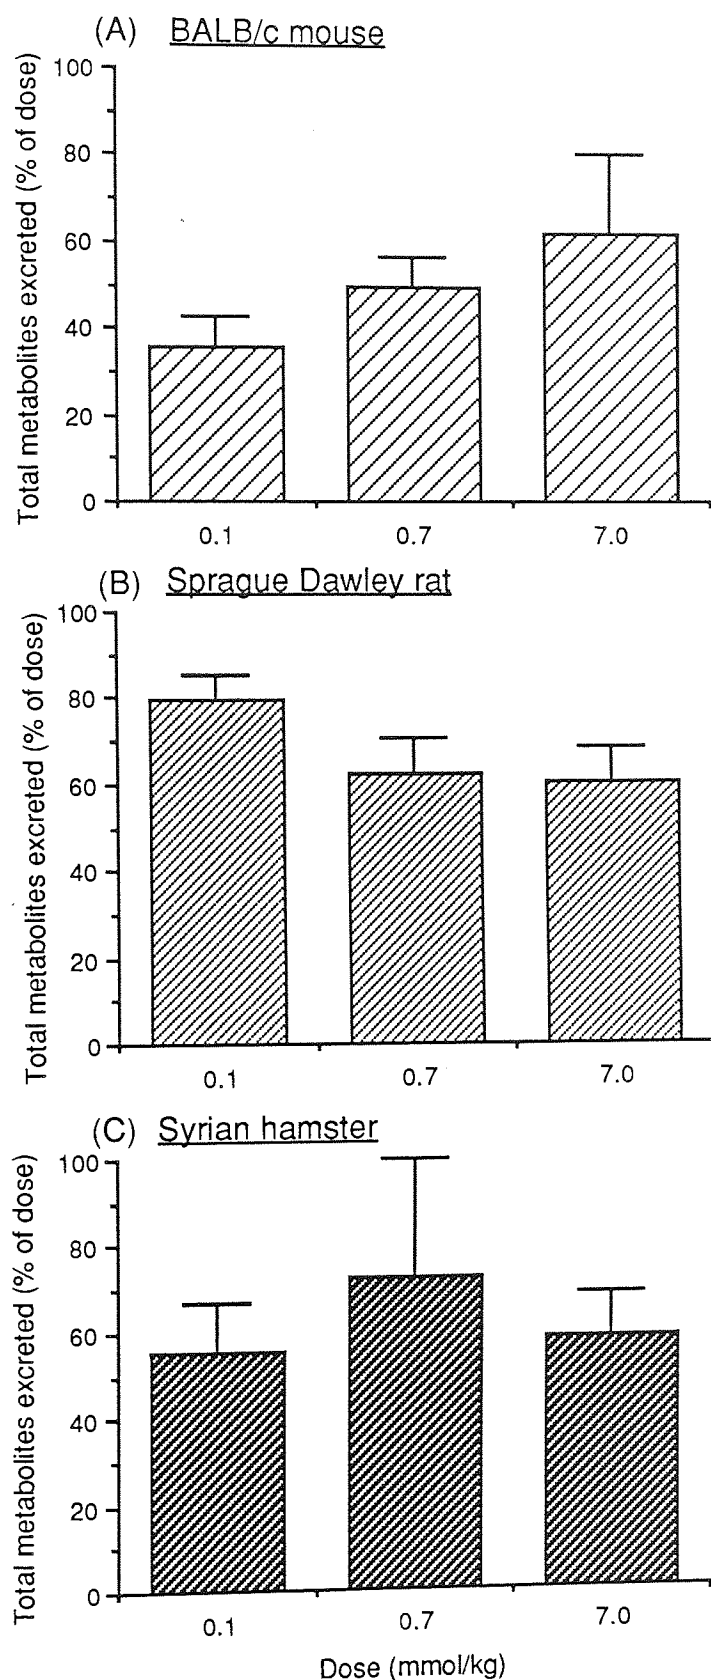 (A) BALB/c mouse
Total metabolites excreted (% of dose)
100
80
60
40
20
0
0.1 0.7 7.0
(B) Sprague Dawley rat
Total metabolites excreted (% of dose)
100
80
60
40
20
0
0.1 0.7 7.0
(C) Syrian hamster
Total metabolites excreted (% of dose)
100
80
60
40
20
0
0.1 0.7 7.0
Dose (mmol/kg)